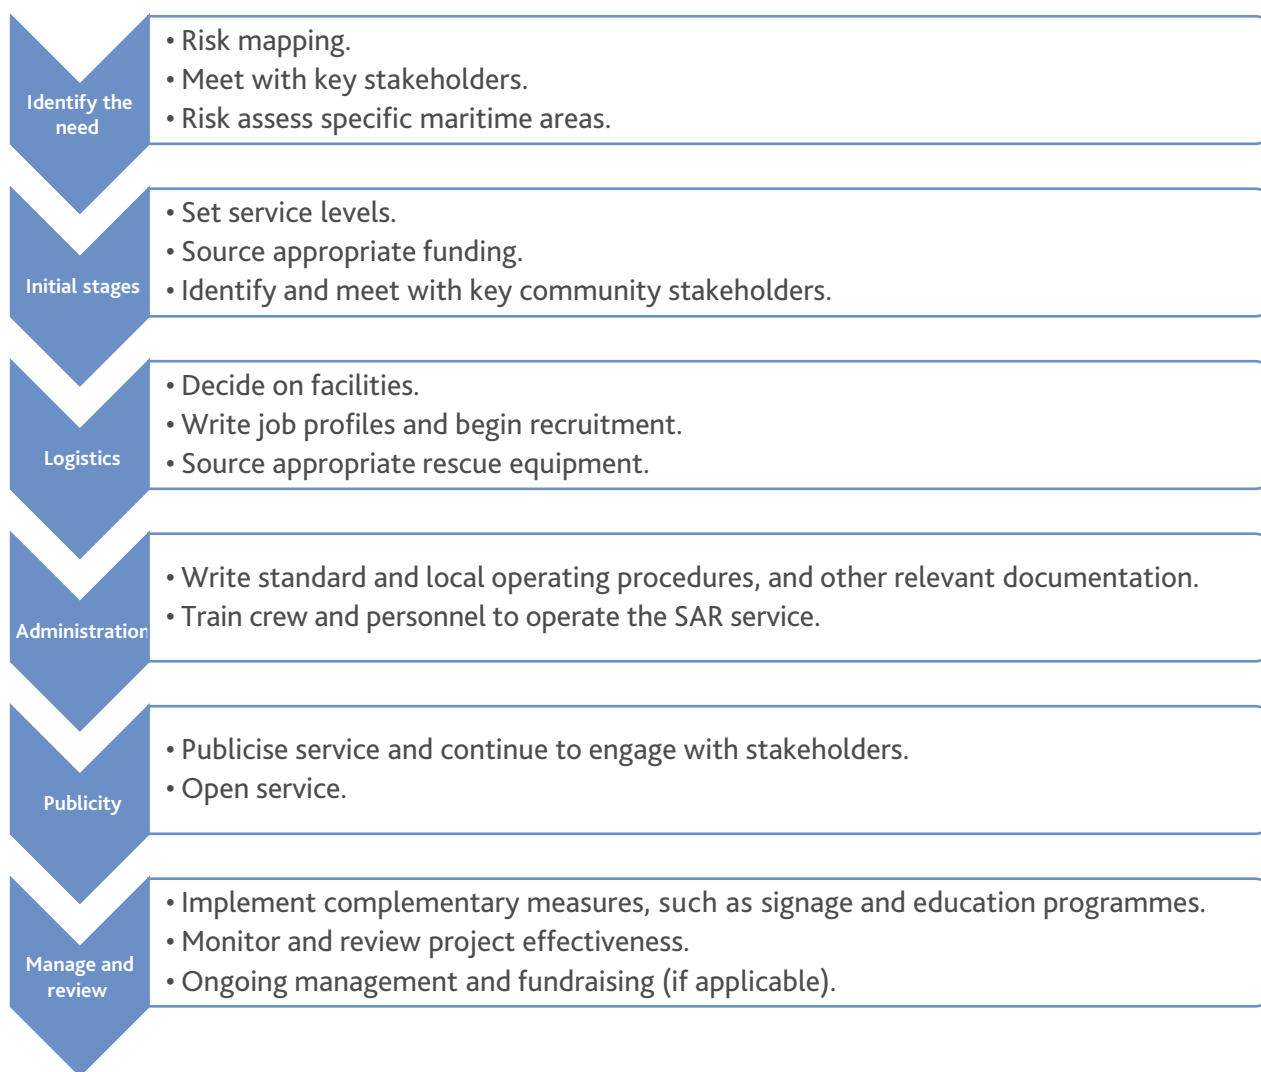 Identify the
need
• Risk mapping.
• Meet with key stakeholders.
• Risk assess specific maritime areas.
Initial stages
• Set service levels.
• Source appropriate funding.
• Identify and meet with key community stakeholders.
Logistics
• Decide on facilities.
• Write job profiles and begin recruitment.
• Source appropriate rescue equipment.
Administration
• Write standard and local operating procedures, and other relevant documentation.
• Train crew and personnel to operate the SAR service.
Publicity
• Publicise service and continue to engage with stakeholders.
• Open service.
Manage and
review
• Implement complementary measures, such as signage and education programmes.
• Monitor and review project effectiveness.
• Ongoing management and fundraising (if applicable).